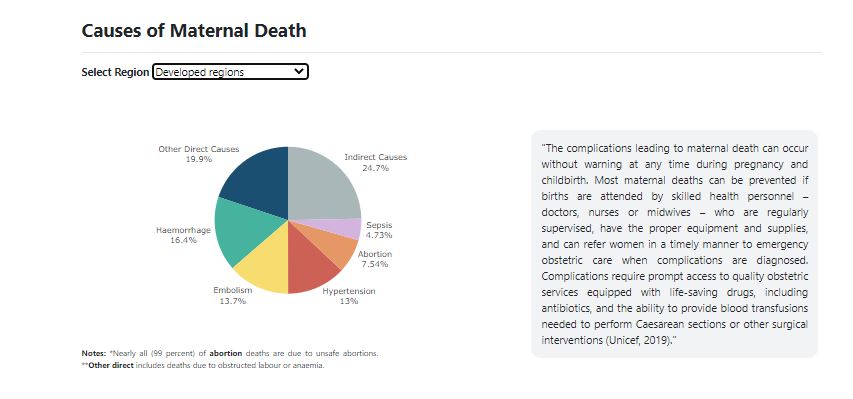 Causes of Maternal Death
Select Region Developed regions
Other Direct Causes
19.9%
Indirect Causes
24.7%
Sepsis
4.73%
Abortion
7.54%
Hypertension
13%
Embolism
13.7%
Haemorrhage
16.4%
"The complications leading to maternal death can occur
without warning at any time during pregnancy and
childbirth. Most maternal deaths can be prevented if
births are attended by skilled health personnel –
doctors, nurses or midwives – who are regularly
supervised, have the proper equipment and supplies,
and can refer women in a timely manner to emergency
obstetric care when complications are diagnosed.
Complications require prompt access to quality obstetric
services equipped with life-saving drugs, including
antibiotics, and the ability to provide blood transfusions
needed to perform Caesarean sections or other surgical
interventions (Unicef, 2019)."
Notes: *Nearly all (99 percent) of abortion deaths are due to unsafe abortions.
**Other direct includes deaths due to obstructed labour or anaemia.